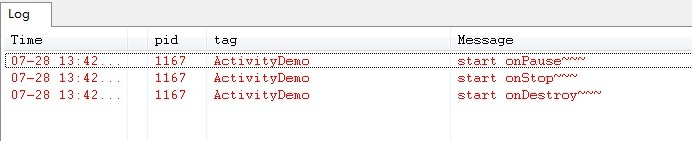 Log
Time pid tag Message
07-28 13:42... 1167 ActivityDemo start onPause~~~
07-28 13:42... 1167 ActivityDemo start onStop~~~
07-28 13:42... 1167 ActivityDemo start onDestroy~~~